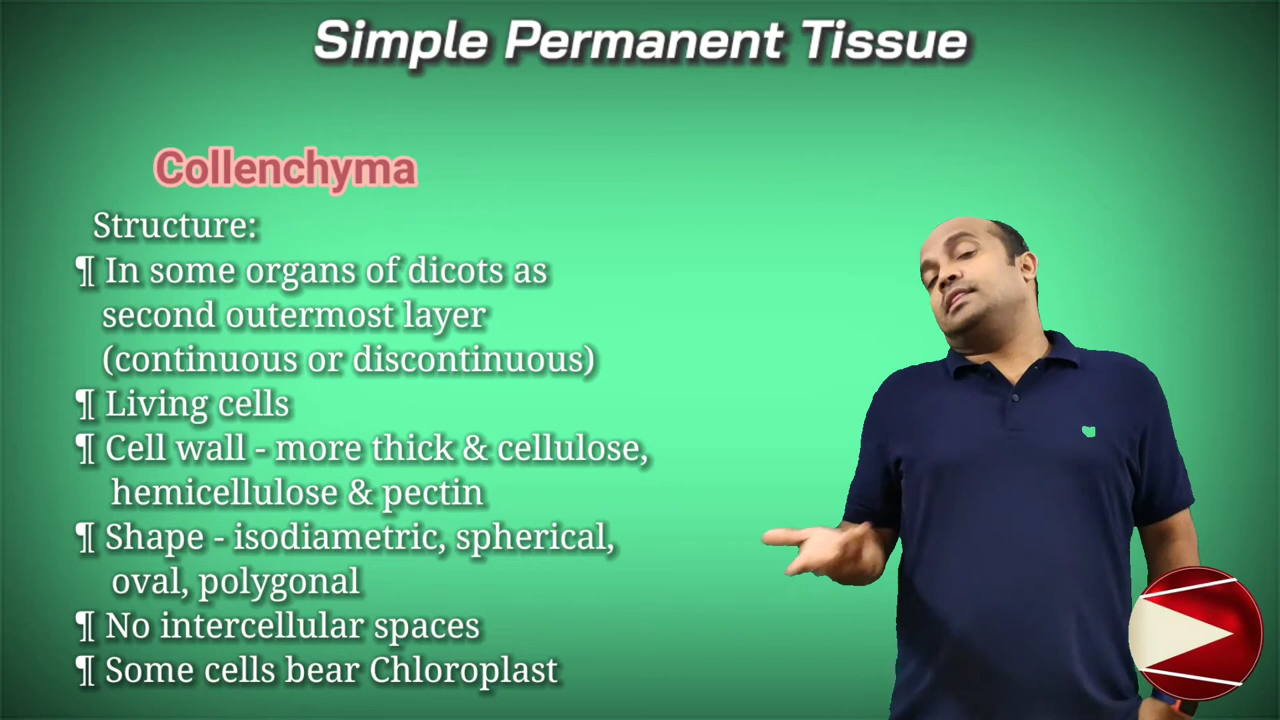 Simple Permanent Tissue
Collenchyma
Structure:
¶ In some organs of dicots as
second outermost layer
(continuous or discontinuous)
¶ Living cells
¶ Cell wall - more thick & cellulose,
hemicellulose & pectin
¶ Shape - isodiametric, spherical,
oval, polygonal
¶ No intercellular spaces
¶ Some cells bear Chloroplast